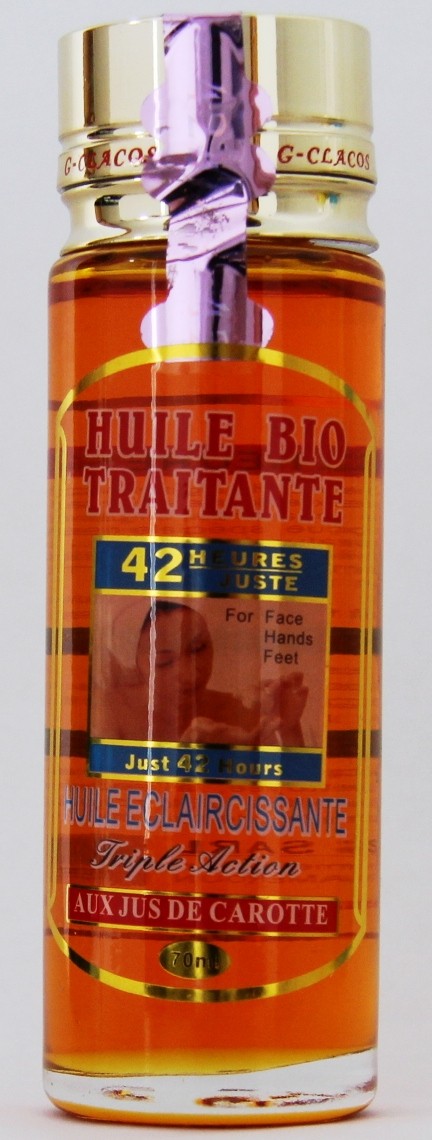 G-CLACOS G-CLACOS
HUILE BIO
TRAITANTE
42 HEURES
JUSTE
For Face
Hands
Feet
Just 42 Hours
HUILE ECLAIRCISSANTE
Triple Action
AUX JUS DE CAROTTE
70ml